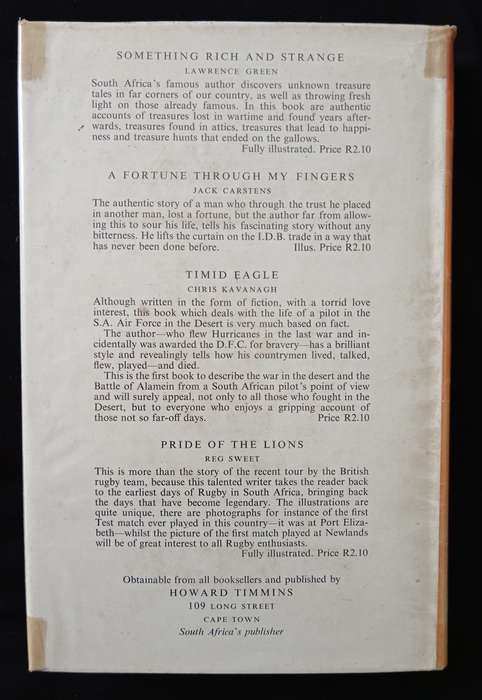 SOMETHING RICH AND STRANGE
LAWRENCE GREEN
South Africa's famous author discovers unknown treasure
tales in far corners of our country, as well as throwing fresh
light on those already famous. In this book are authentic
accounts of treasures lost in wartime and found years after-
wards, treasures found in attics, treasures that lead to happi-
ness and treasure hunts that ended on the gallows.
Fully illustrated. Price R2.10
A FORTUNE THROUGH MY FINGERS
JACK CARSTENS
The authentic story of a man who through the trust he placed
in another man, lost a fortune, but the author far from allow-
ing this to sour his life, tells his fascinating story without any
bitterness. He lifts the curtain on the I.D.B. trade in a way that
has never been done before. Illus. Price R2.10
TIMID EAGLE
CHRIS KAVANAGH
Although written in the form of fiction, with a torrid love
interest, this book which deals with the life of a pilot in the
S.A. Air Force in the Desert is very much based on fact.
The author—who flew Hurricanes in the last war and in-
cidentally was awarded the D.F.C. for bravery—has a brilliant
style and revealingly tells how his countrymen lived, talked,
flew, played—and died.
This is the first book to describe the war in the desert and the
Battle of Alamein from a South African pilot's point of view
and will surely appeal, not only to all those who fought in the
Desert, but to everyone who enjoys a gripping account of
those not so far-off days. Price R2.10
PRIDE OF THE LIONS
REG SWEET
This is more than the story of the recent tour by the British
rugby team, because this talented writer takes the reader back
to the earliest days of Rugby in South Africa, bringing back
the days that have become legendary. The illustrations are
quite unique, there are photographs for instance of the first
Test match ever played in this country—it was at Port Eliza-
beth—whilst the picture of the first match played at Newlands
will be of great interest to all Rugby enthusiasts.
Fully illustrated. Price R2.10
Obtainable from all booksellers and published by
HOWARD TIMMINS
109 LONG STREET
CAPE TOWN
South Africa's publisher